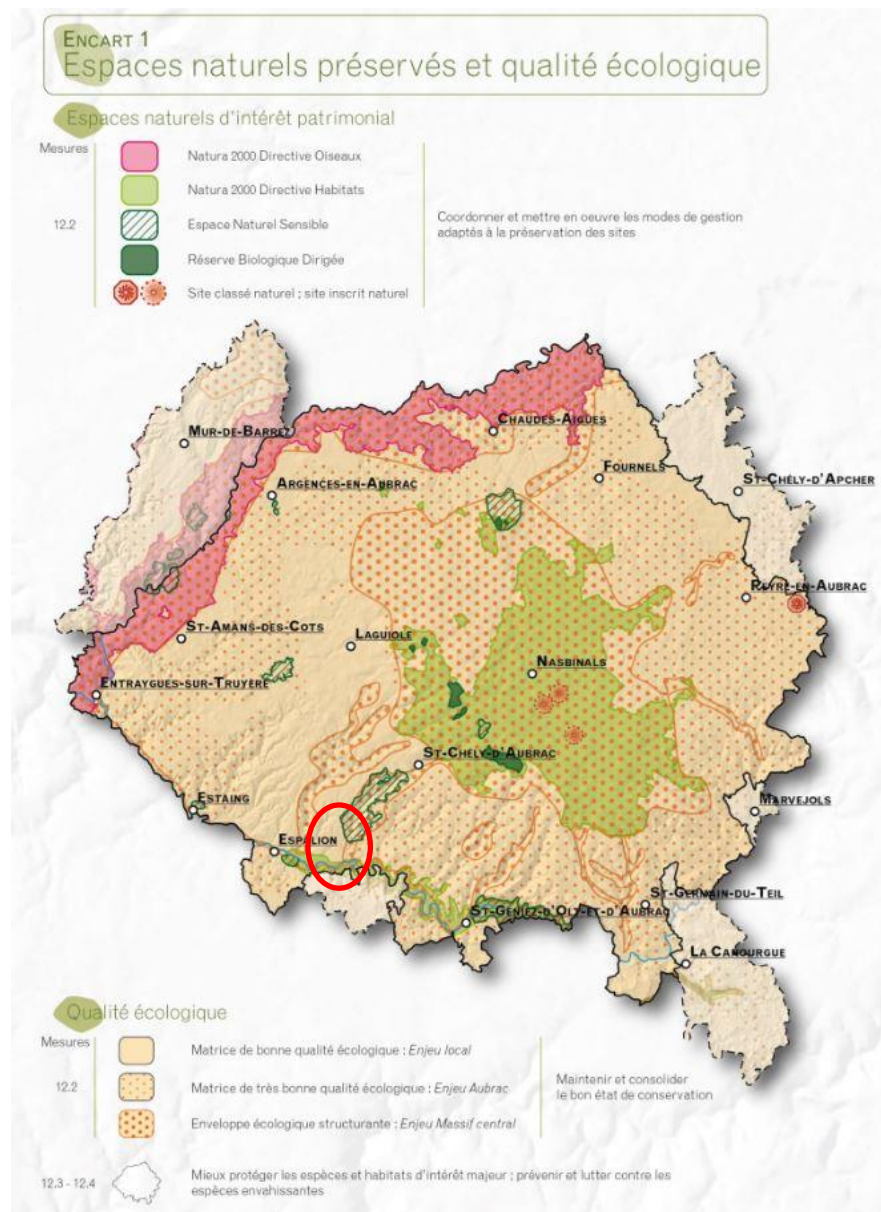 ENCART 1
Espaces naturels préservés et qualité écologique
Espaces naturels d'intérêt patrimonial
Mesures
Natura 2000 Directive Oiseaux
Natura 2000 Directive Habitats
12.2
Espace Naturel Sensible
Coordonner et mettre en oeuvre les modes de gestion
adaptés à la préservation des sites
Réserve Biologique Dirigée
Site classé naturel ; site inscrit naturel
CHAUDES-AIGUES
MUR-DE-BARREZ
FOURNELS
ST-CHÉLY-D'APCHER
ARGENCES-EN-AUBRAC
PEYRE-EN-AUBRAC
ST-AMANS-DES-COTS
LAGUIOLE
NASBINALS
ENTRAYGUES-SUR-TRUYÈRE
ST-CHÉLY-D'AUBRAC
ESTAING
MARVEJOLS
ESPALION
ST-GERMAIN-DU-TEIL
ST-GENIEZ-D'OLT-ET-D'AUBRAC
LA CANOURGUE
Qualité écologique
Mesures
Matrice de bonne qualité écologique : Enjeu local
12.2
Matrice de très bonne qualité écologique : Enjeu Aubrac
Maintenir et consolider
le bon état de conservation
Enveloppe écologique structurante : Enjeu Massif central
12.3 - 12.4
Mieux protéger les espèces et habitats d'intérêt majeur ; prévenir et lutter contre les
espèces envahissantes